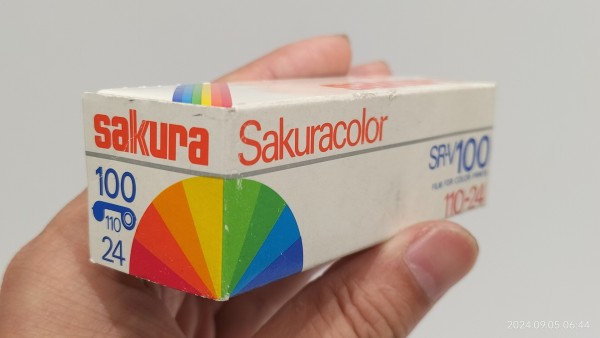 sakura
100
110
24
Sakuracolor
SR-V100
FILM FOR COLOR PRINTS
110-24
2024.09.05 06:44